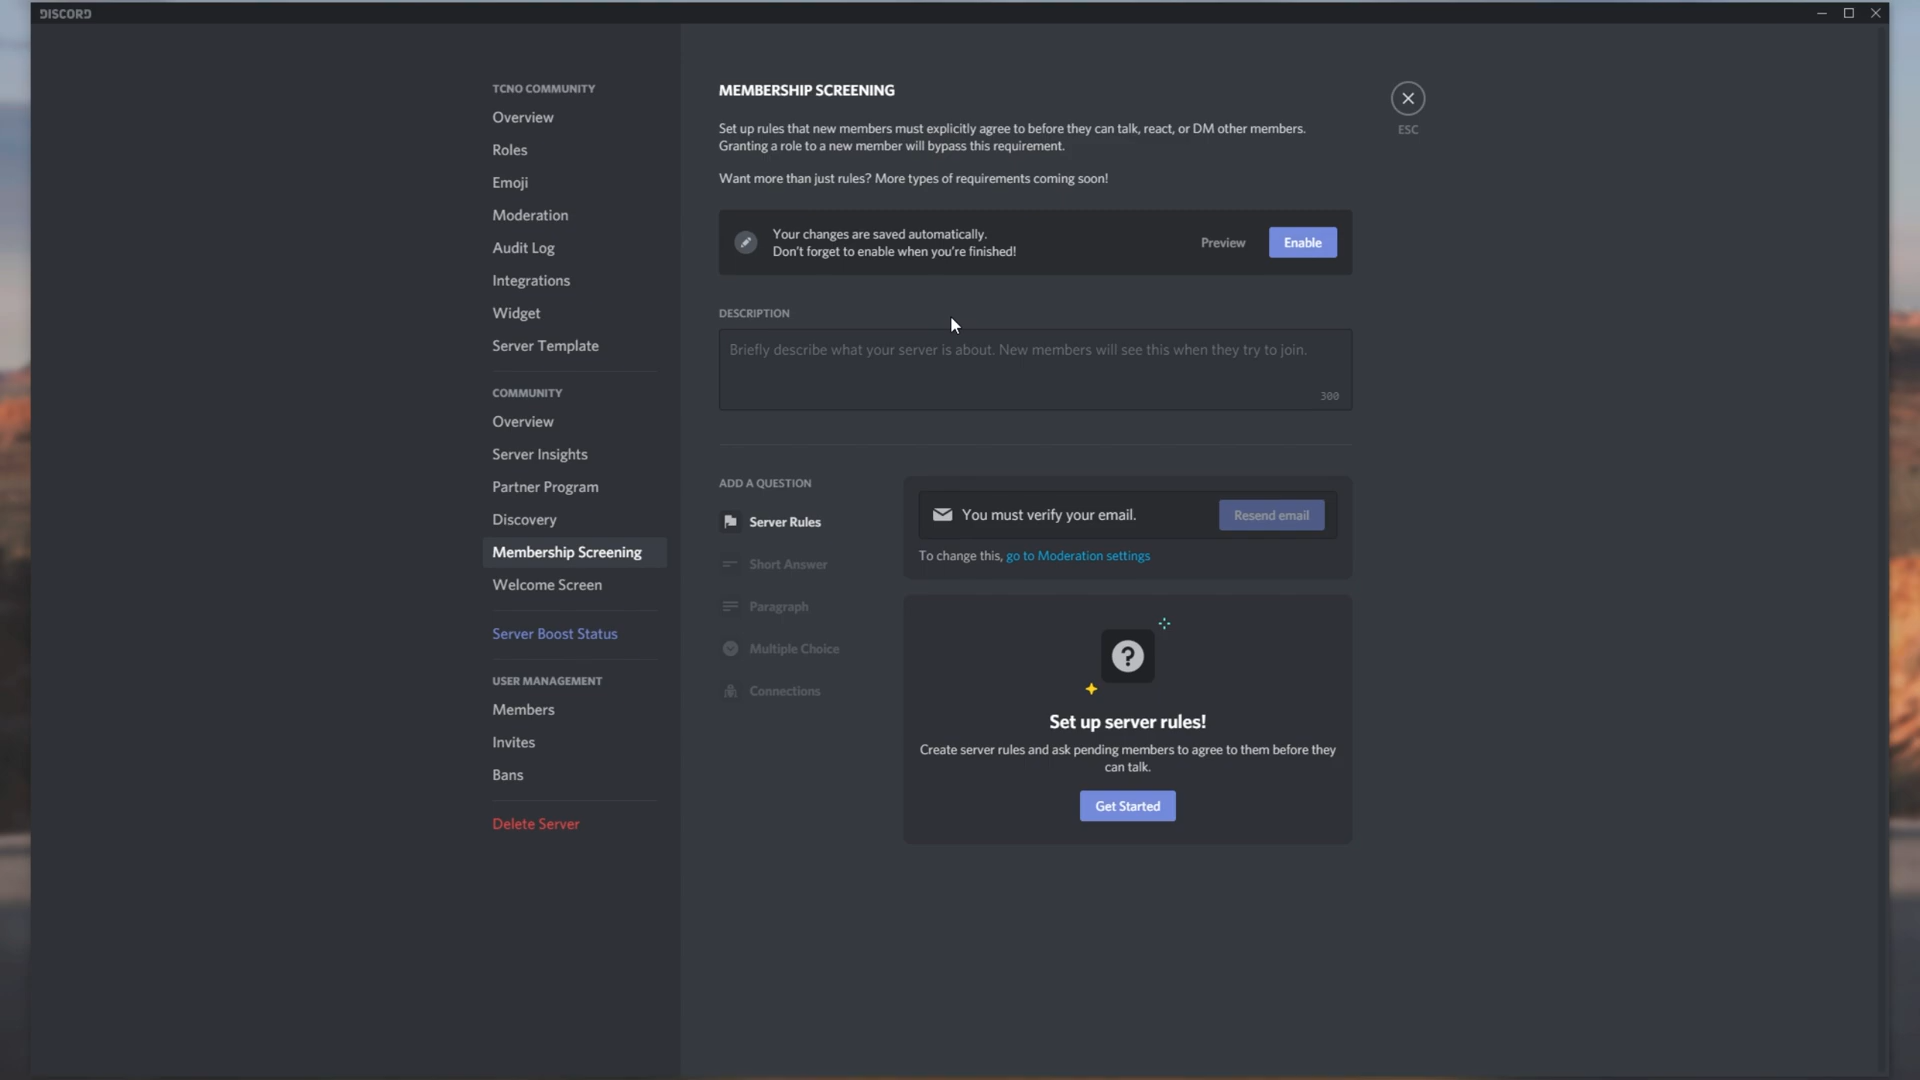 DISCORD
TCNO COMMUNITY
Overview
Roles
Emoji
Moderation
Audit Log
Integrations
Widget
Server Template
COMMUNITY
Overview
Server Insights
Partner Program
Discovery
Membership Screening
Welcome Screen
Server Boost Status
USER MANAGEMENT
Members
Invites
Bans
Delete Server
MEMBERSHIP SCREENING
Set up rules that new members must explicitly agree to before they can talk, react, or DM other members.
Granting a role to a new member will bypass this requirement.
Want more than just rules? More types of requirements coming soon!
Your changes are saved automatically.
Don't forget to enable when you're finished!
Preview
Enable
ESC
DESCRIPTION
Briefly describe what your server is about. New members will see this when they try to join.
300
ADD A QUESTION
Server Rules
Short Answer
Paragraph
Multiple Choice
Connections
You must verify your email.
Resend email
To change this, go to Moderation settings
Set up server rules!
Create server rules and ask pending members to agree to them before they
can talk.
Get Started